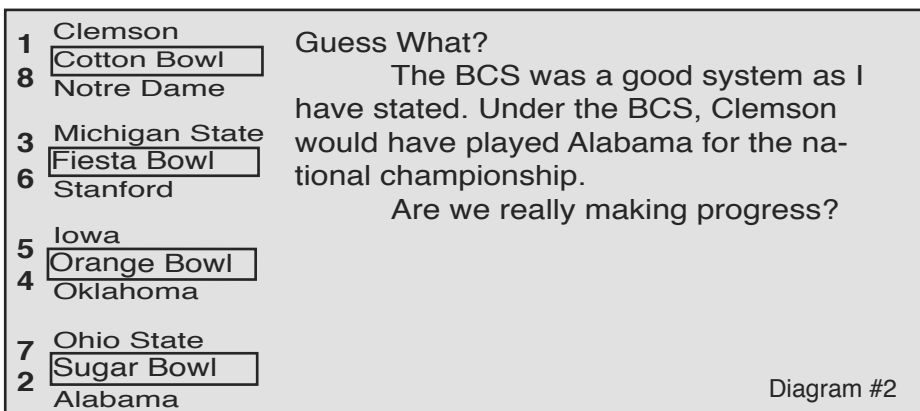 1 Clemson
Cotton Bowl
8 Notre Dame
3 Michigan State
Fiesta Bowl
6 Stanford
5 Iowa
Orange Bowl
4 Oklahoma
7 Ohio State
Sugar Bowl
2 Alabama
Guess What?
The BCS was a good system as I
have stated. Under the BCS, Clemson
would have played Alabama for the na-
tional championship.
Are we really making progress?
Diagram #2